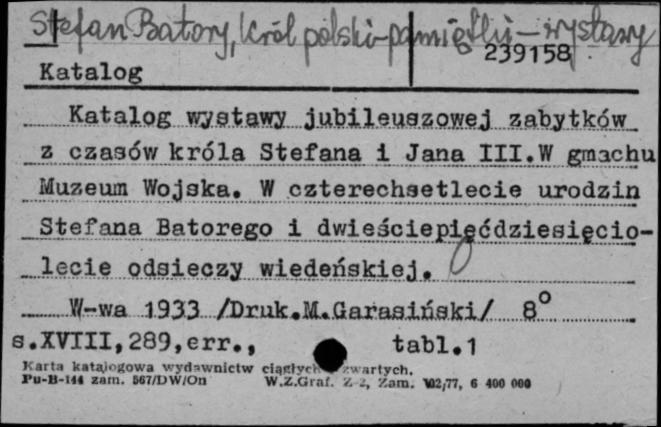 Stefan Batory, król polski-pamiątki-wystawy
239158
Katalog
Katalog wystawy jubileuszowej zabytków
z czasów króla Stefana i Jana III.W gmachu
Muzeum Wojska. W czterechsetlecie urodzin
Stefana Batorego i dwieściepięćdziesięcio-
lecie odsieczy wiedeńskiej.
W-wa 1933 /Druk.M.Garasiński/ 8°
s.XVIII,289,err., tabl.1
Karta katalogowa wydawnictw ciągłych zwartych.
Pu-B-144 zam. 567/DW/On W.Z.Graf. Z-2, Zam. 102/77, 6 400 000